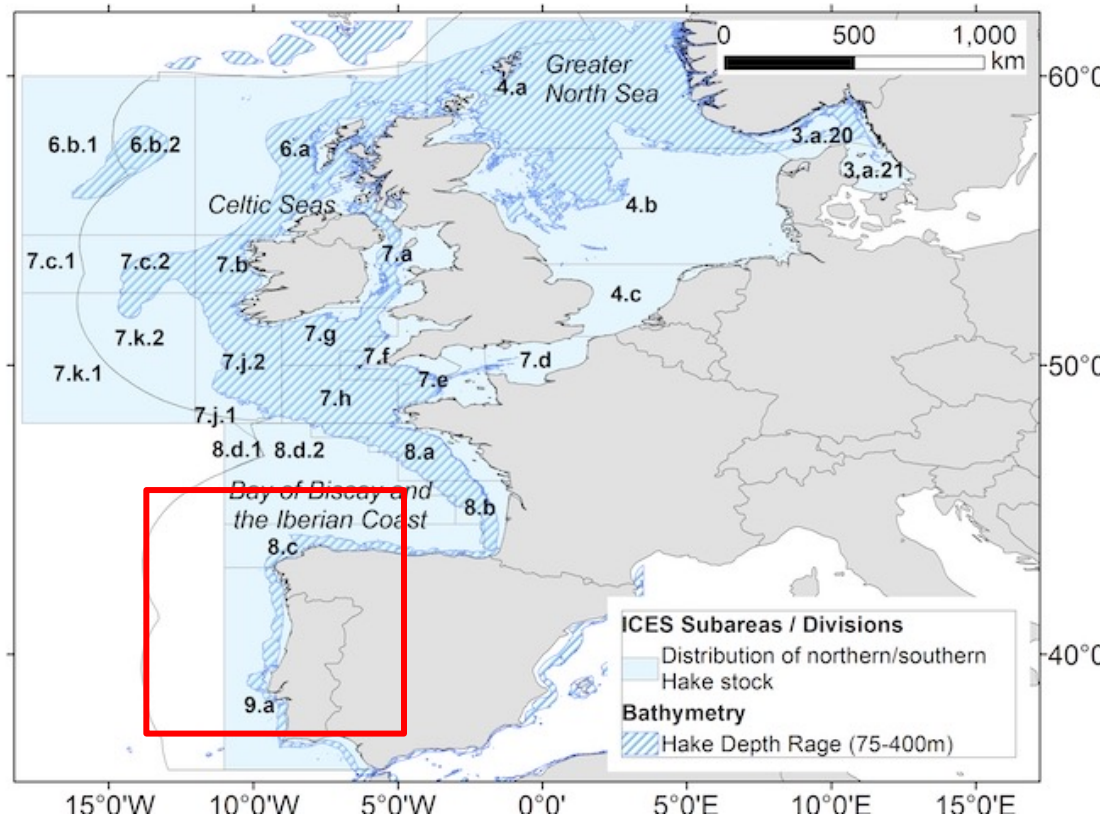 0 500 1,000
km
Greater
North Sea
4.a
60°0
3.a.20
6.b.1 6.b.2 6.a
3.a.21
Celtic Seas
4.b
7.a
7.c.1 7.c.2 7.b
4.c
7.k.2
7.g
7.j.2 7.f 7.d
50°0
7.k.1 7.e
7.h
7.j.1
8.d.1 8.d.2 8.a
Bay of Biscay and
the Iberian Coast
8.b
8.c
ICES Subareas / Divisions
Distribution of northern/southern
Hake stock
40°0
9.a
Bathymetry
Hake Depth Rage (75-400m)
15°0'W 10°0'W 5°0'W 0°0' 5°0'E 10°0'E 15°0'E